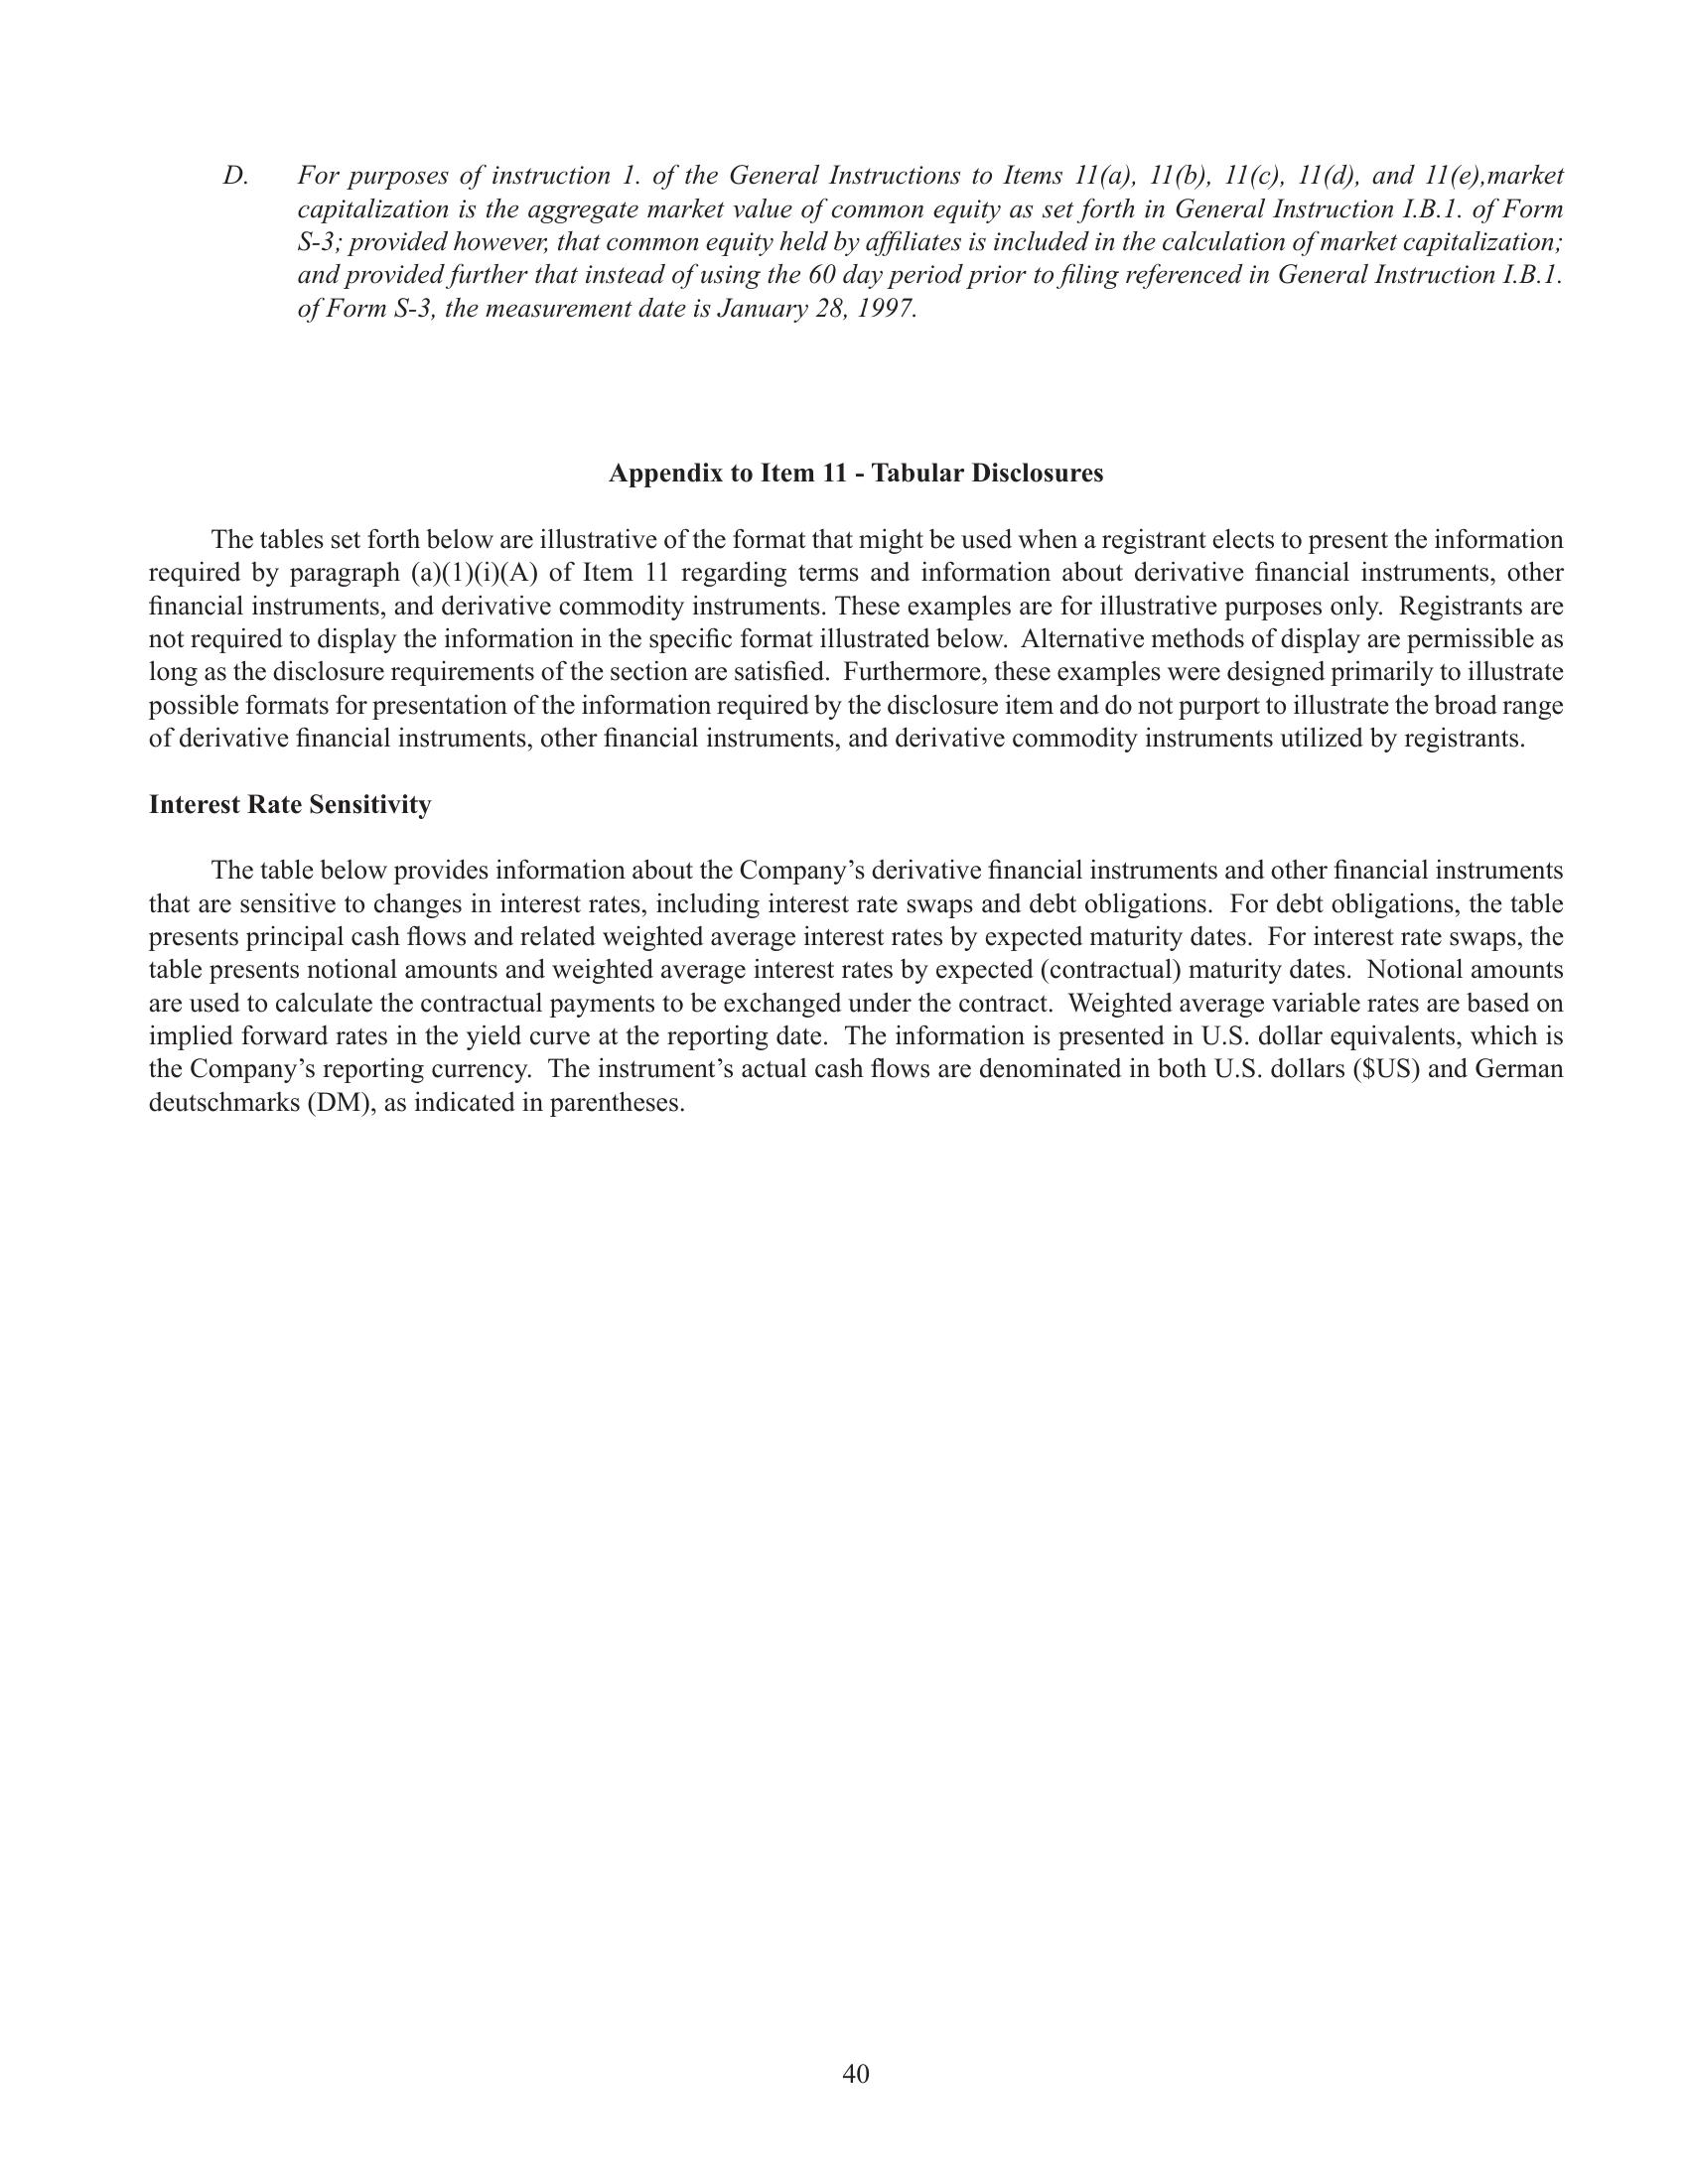 D. For purposes of instruction 1. of the General Instructions to Items 11(a), 11(b), 11(c), 11(d), and 11(e),market
capitalization is the aggregate market value of common equity as set forth in General Instruction I.B.1. of Form
S-3; provided however, that common equity held by affiliates is included in the calculation of market capitalization;
and provided further that instead of using the 60 day period prior to filing referenced in General Instruction I.B.1.
of Form S-3, the measurement date is January 28, 1997.
Appendix to Item 11 - Tabular Disclosures
The tables set forth below are illustrative of the format that might be used when a registrant elects to present the information
required by paragraph (a)(1)(i)(A) of Item 11 regarding terms and information about derivative financial instruments, other
financial instruments, and derivative commodity instruments. These examples are for illustrative purposes only. Registrants are
not required to display the information in the specific format illustrated below. Alternative methods of display are permissible as
long as the disclosure requirements of the section are satisfied. Furthermore, these examples were designed primarily to illustrate
possible formats for presentation of the information required by the disclosure item and do not purport to illustrate the broad range
of derivative financial instruments, other financial instruments, and derivative commodity instruments utilized by registrants.
Interest Rate Sensitivity
The table below provides information about the Company’s derivative financial instruments and other financial instruments
that are sensitive to changes in interest rates, including interest rate swaps and debt obligations. For debt obligations, the table
presents principal cash flows and related weighted average interest rates by expected maturity dates. For interest rate swaps, the
table presents notional amounts and weighted average interest rates by expected (contractual) maturity dates. Notional amounts
are used to calculate the contractual payments to be exchanged under the contract. Weighted average variable rates are based on
implied forward rates in the yield curve at the reporting date. The information is presented in U.S. dollar equivalents, which is
the Company’s reporting currency. The instrument’s actual cash flows are denominated in both U.S. dollars ($US) and German
deutschmarks (DM), as indicated in parentheses.
40